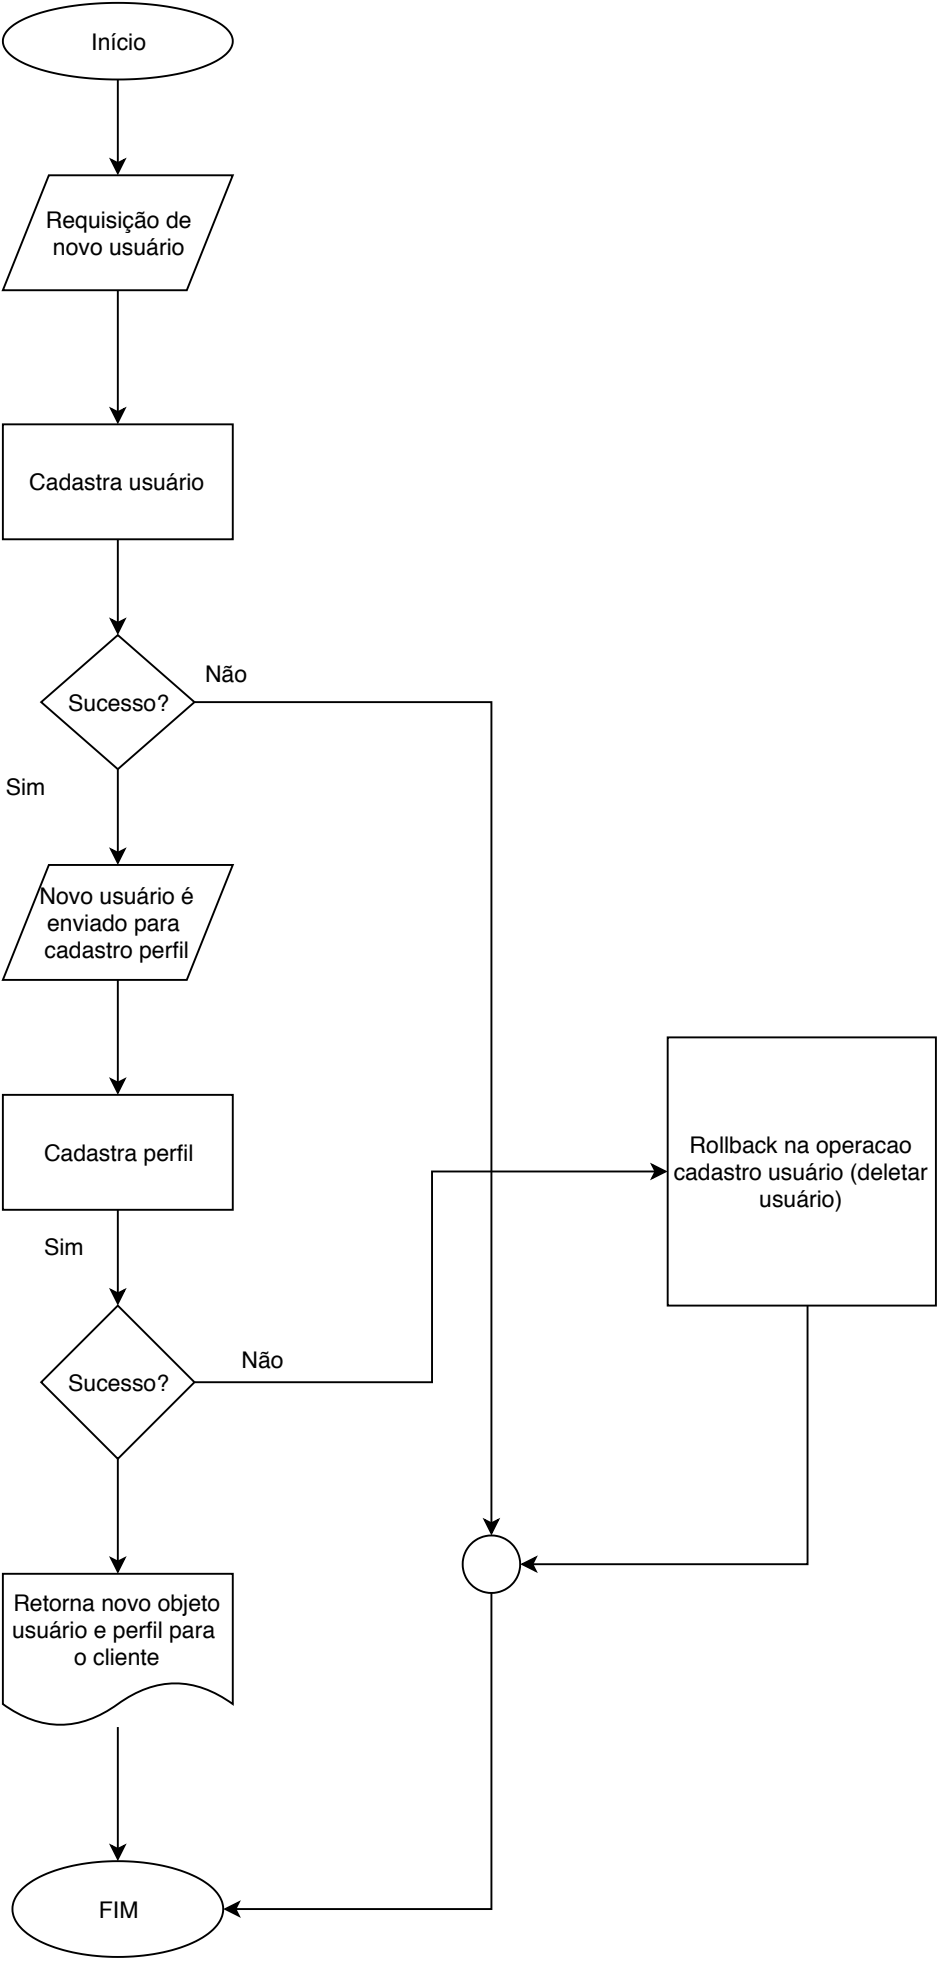 Início
Requisição de
novo usuário
Cadastra usuário
Não
Sucesso?
Sim
Novo usuário é
enviado para
cadastro perfil
Cadastra perfil
Rollback na operacao
cadastro usuário (deletar
usuário)
Sim
Não
Sucesso?
Retorna novo objeto
usuário e perfil para
o cliente
FIM